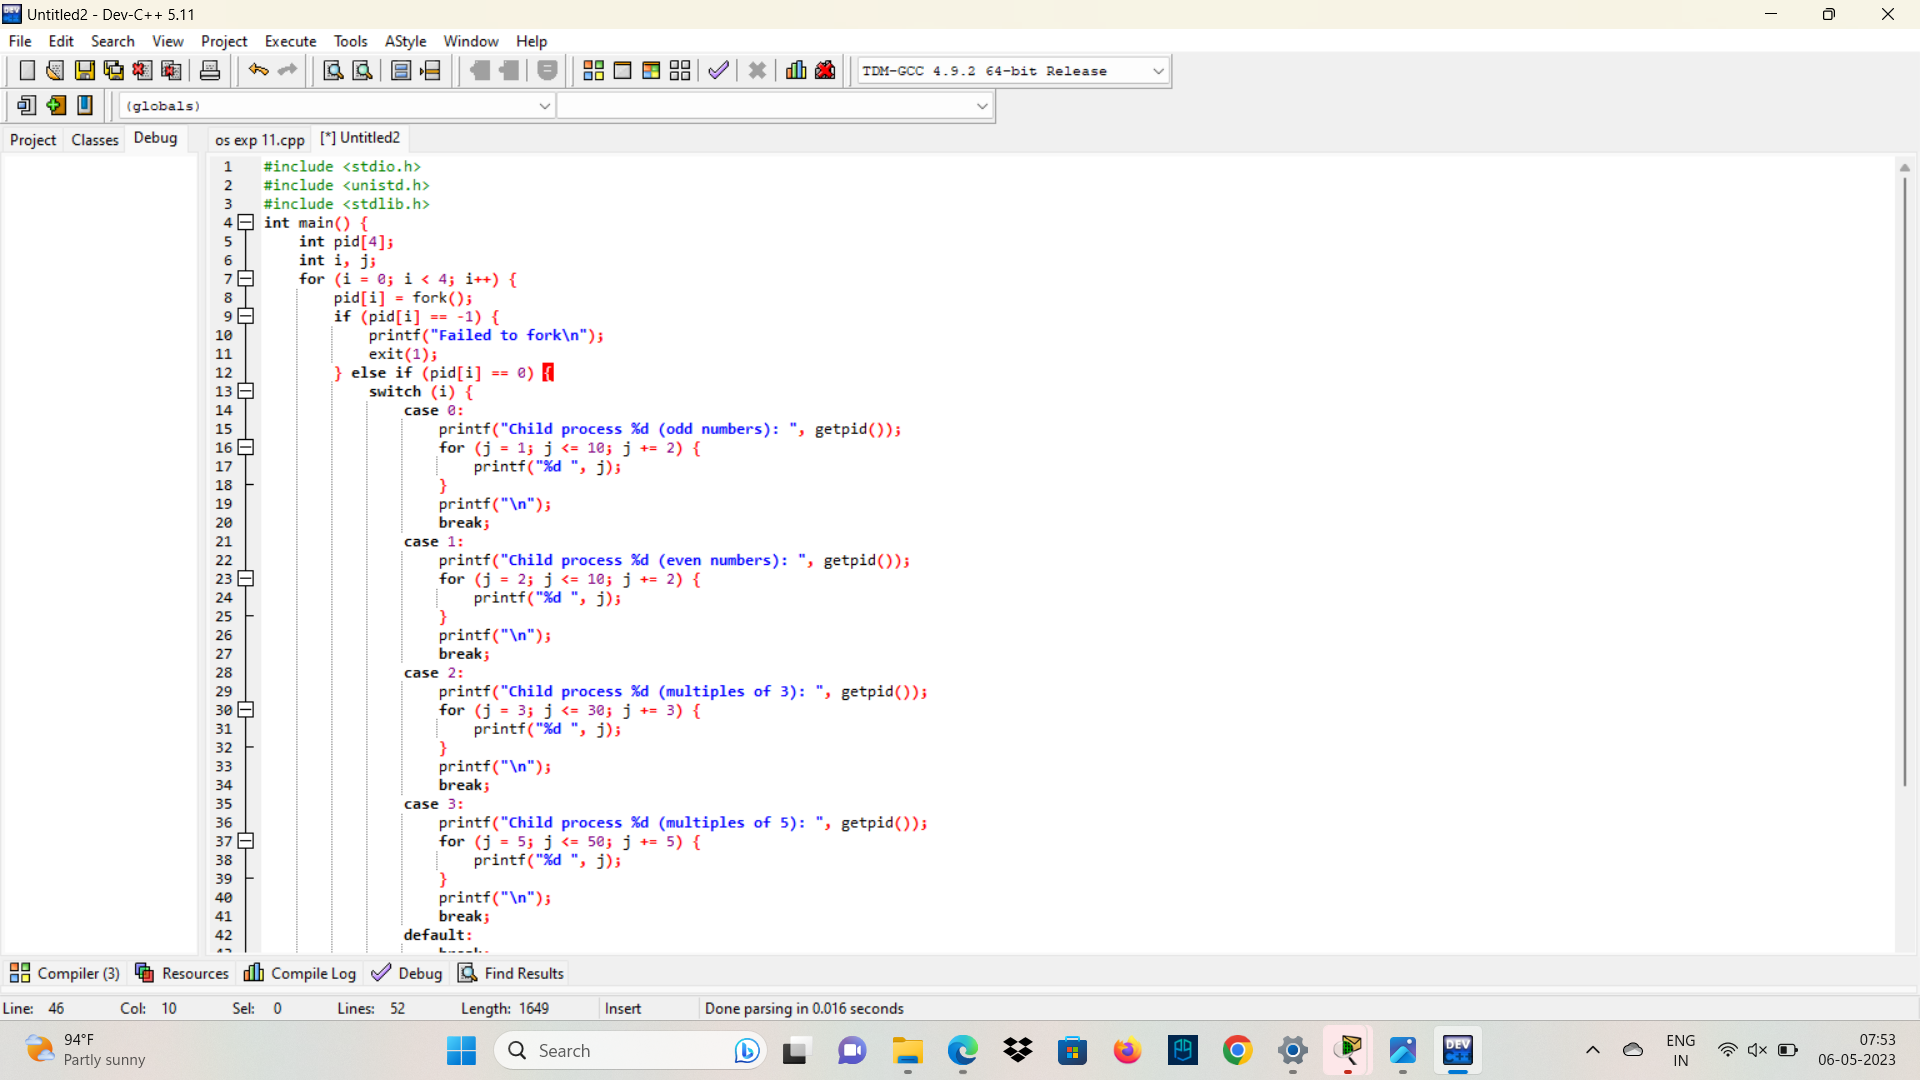 Untitled2 - Dev-C++ 5.11
File Edit Search View Project Execute Tools AStyle Window Help
TDM-GCC 4.9.2 64-bit Release
(globals)
Project Classes Debug os exp 11.cpp [*] Untitled2
1 #include <stdio.h>
2 #include <unistd.h>
3 #include <stdlib.h>
4 int main() {
5 int pid[4];
6 int i, j;
7 for (i = 0; i < 4; i++) {
8 pid[i] = fork();
9 if (pid[i] == -1) {
10 printf("Failed to fork\n");
11 exit(1);
12 } else if (pid[i] == 0) {
13 switch (i) {
14 case 0:
15 printf("Child process %d (odd numbers): ", getpid());
16 for (j = 1; j <= 10; j += 2) {
17 printf("%d ", j);
18 }
19 printf("\n");
20 break;
21 case 1:
22 printf("Child process %d (even numbers): ", getpid());
23 for (j = 2; j <= 10; j += 2) {
24 printf("%d ", j);
25 }
26 printf("\n");
27 break;
28 case 2:
29 printf("Child process %d (multiples of 3): ", getpid());
30 for (j = 3; j <= 30; j += 3) {
31 printf("%d ", j);
32 }
33 printf("\n");
34 break;
35 case 3:
36 printf("Child process %d (multiples of 5): ", getpid());
37 for (j = 5; j <= 50; j += 5) {
38 printf("%d ", j);
39 }
40 printf("\n");
41 break;
42 default:
Compiler (3) Resources Compile Log Debug Find Results
Line: 46 Col: 10 Sel: 0 Lines: 52 Length: 1649 Insert Done parsing in 0.016 seconds
94°F
Partly sunny
Search
DEV
ENG
IN
07:53
06-05-2023